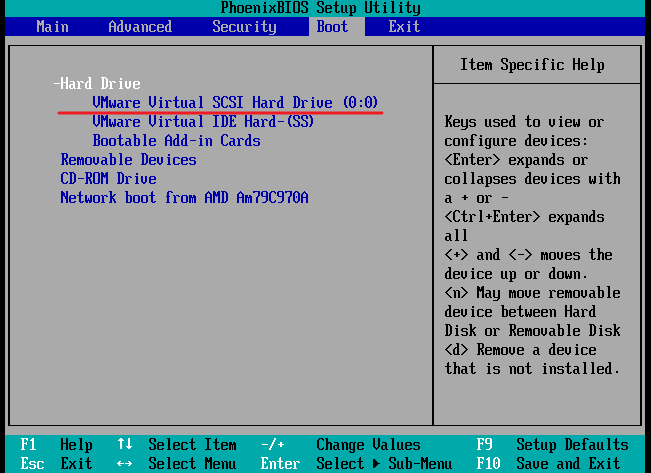 PhoenixBIOS Setup Utility
Main Advanced Security Boot Exit
-Hard Drive
VMware Virtual SCSI Hard Drive (0:0)
VMware Virtual IDE Hard-(SS)
Bootable Add-in Cards
Removable Devices
CD-ROM Drive
Network boot from AMD Am79C970A
Item Specific Help
Keys used to view or
configure devices:
<Enter> expands or
collapses devices with
a + or -
<Ctrl+Enter> expands
all
<+> and <-> moves the
device up or down.
<n> May move removable
device between Hard
Disk or Removable Disk
<d> Remove a device
that is not installed.
F1 Help ↑↓ Select Item -/+ Change Values F9 Setup Defaults
Esc Exit ↔ Select Menu Enter Select ▶ Sub-Menu F10 Save and Exit